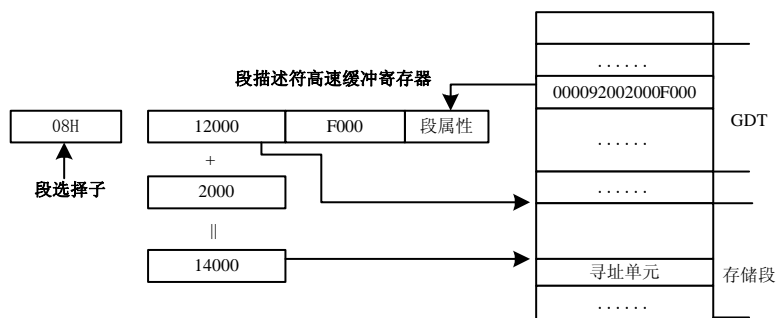 ......
段描述符高速缓冲寄存器
000092002000F000
08H
12000
F000
段属性
GDT
......
+
段选择子
2000
......
||
14000
寻址单元
存储段
......